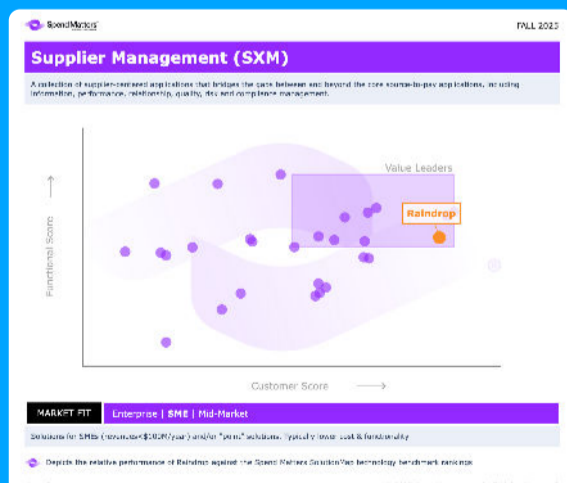 SpendMatters
FALL 2025
Supplier Management (SXM)
A collection of supplier-centered applications that bridges the gaps between and beyond the core source-to-pay applications, including
information, performance, relationship, quality, risk and compliance management.
Value Leaders
Raindrop
Functional Score
Customer Score
MARKET FIT
Enterprise | SME | Mid-Market
Solutions for SMEs (revenues<$100M/year) and/or "point" solutions. Typically lower cost & functionality
Depicts the relative performance of Raindrop against the Spend Matters SolutionMap technology benchmark rankings